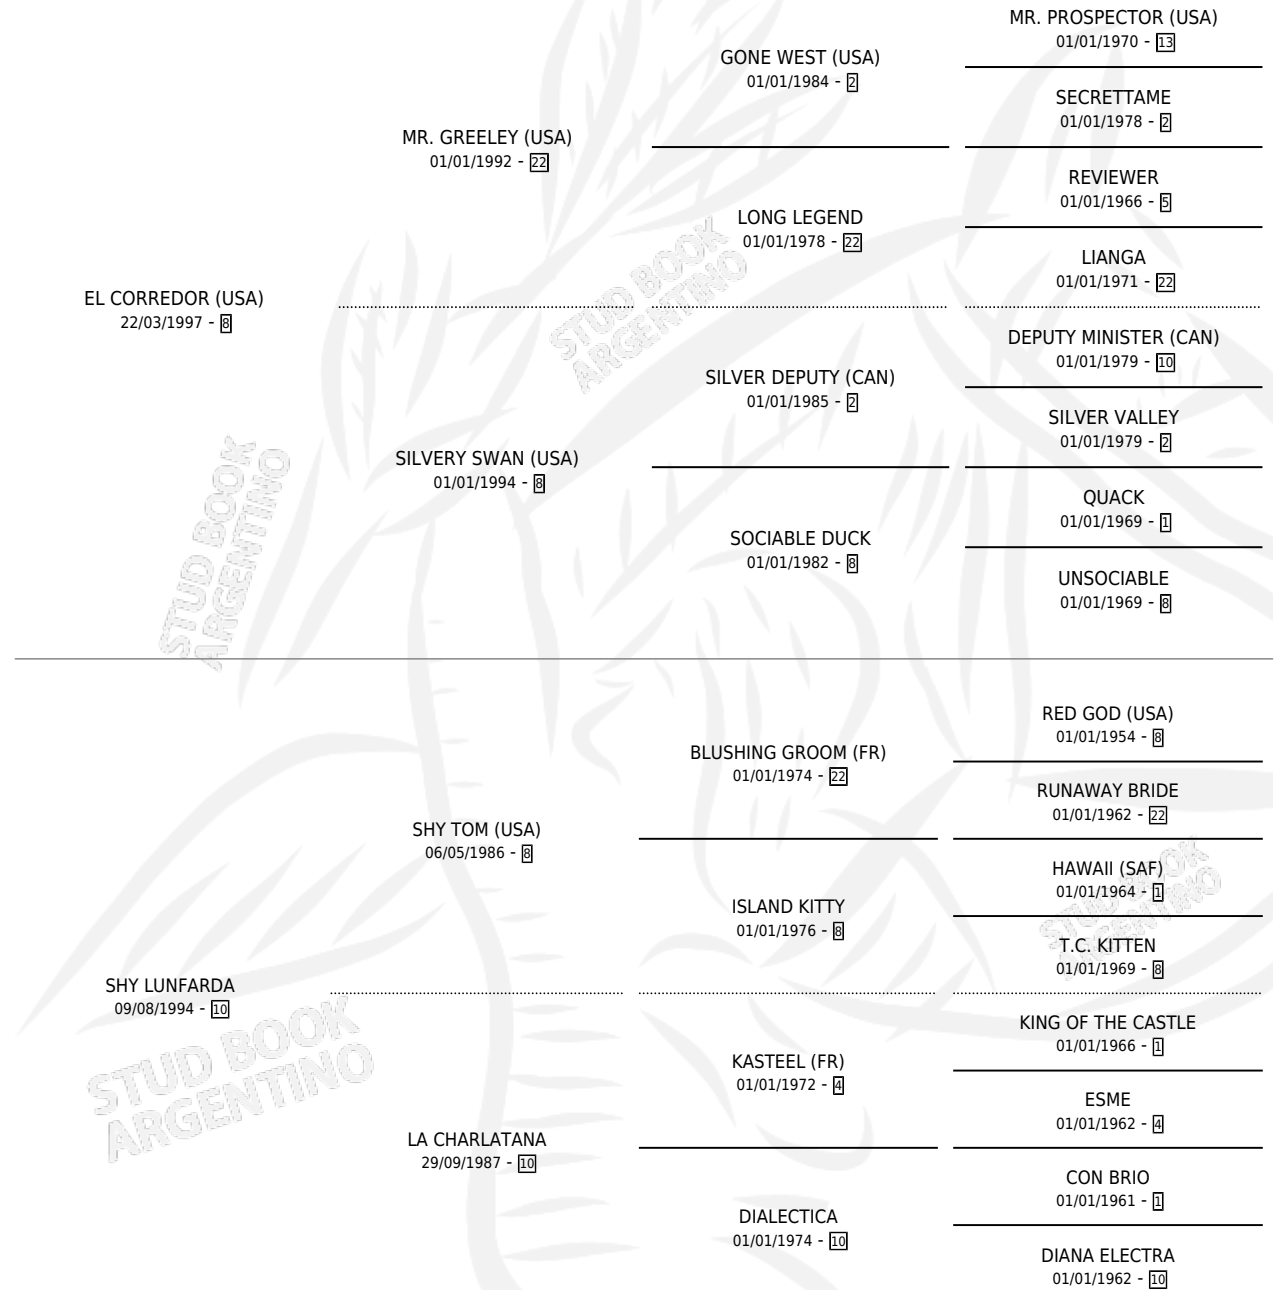 MR. PROSPECTOR (USA)
01/01/1970 - 13
GONE WEST (USA)
01/01/1984 - 2
SECRETTAME
01/01/1978 - 2
MR. GREELEY (USA)
01/01/1992 - 22
REVIEWER
01/01/1966 - 5
LONG LEGEND
01/01/1978 - 22
LIANGA
01/01/1971 - 22
EL CORREDOR (USA)
22/03/1997 - 8
STUD BOOK
ARGENTINO
DEPUTY MINISTER (CAN)
01/01/1979 - 10
SILVER DEPUTY (CAN)
01/01/1985 - 2
SILVER VALLEY
01/01/1979 - 2
SILVERY SWAN (USA)
01/01/1994 - 8
QUACK
01/01/1969 - 1
SOCIABLE DUCK
01/01/1982 - 8
UNSOCIABLE
01/01/1969 - 8
STUD BOOK
ARGENTINO
RED GOD (USA)
01/01/1954 - 8
BLUSHING GROOM (FR)
01/01/1974 - 22
RUNAWAY BRIDE
01/01/1962 - 22
SHY TOM (USA)
06/05/1986 - 8
HAWAII (SAF)
01/01/1964 - 1
ISLAND KITTY
01/01/1976 - 8
STUD BOOK
ARGENTINO
T.C. KITTEN
01/01/1969 - 8
SHY LUNFARDA
09/08/1994 - 10
KING OF THE CASTLE
01/01/1966 - 1
KASTEEL (FR)
01/01/1972 - 4
STUD BOOK
ARGENTINO
ESME
01/01/1962 - 4
LA CHARLATANA
29/09/1987 - 10
CON BRIO
01/01/1961 - 1
DIALECTICA
01/01/1974 - 10
DIANA ELECTRA
01/01/1962 - 10